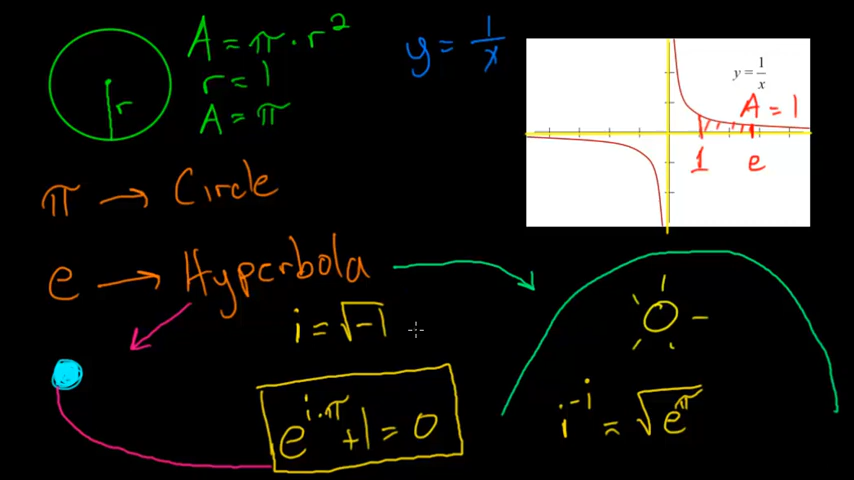 A = π · r²
r = 1
A = π
r
y = 1/x
y = 1/x
A = 1
1 e
π → Circle
e → Hyperbola
i = √-1
e^{i·π} + 1 = 0
i^{-i} = √e^π